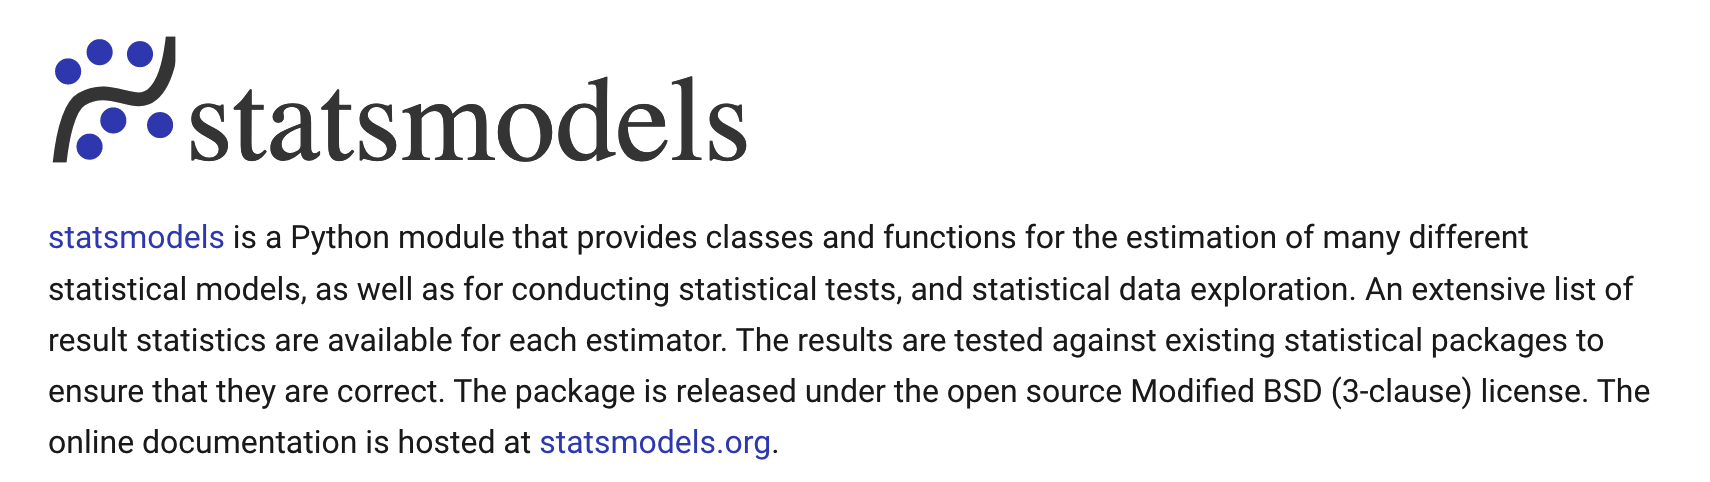 statsmodels
statsmodels is a Python module that provides classes and functions for the estimation of many different
statistical models, as well as for conducting statistical tests, and statistical data exploration. An extensive list of
result statistics are available for each estimator. The results are tested against existing statistical packages to
ensure that they are correct. The package is released under the open source Modified BSD (3-clause) license. The
online documentation is hosted at statsmodels.org.